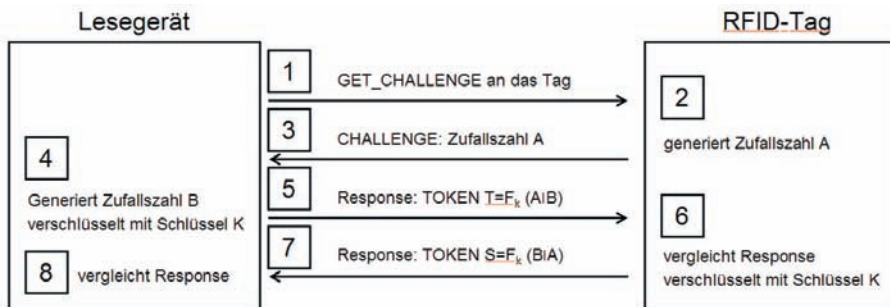 Lesegerät
RFID-Tag
1
GET_CHALLENGE an das Tag
2
generiert Zufallszahl A
3
CHALLENGE: Zufallszahl A
4
Generiert Zufallszahl B
verschlüsselt mit Schlüssel K
5
Response: TOKEN T=Fk (A|B)
6
vergleicht Response
verschlüsselt mit Schlüssel K
7
Response: TOKEN S=Fk (B|A)
8
vergleicht Response